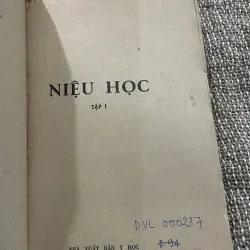 NIỆU HỌC
TẬP I
DVL 000237
NHÀ XUẤT BẢN Y HỌC